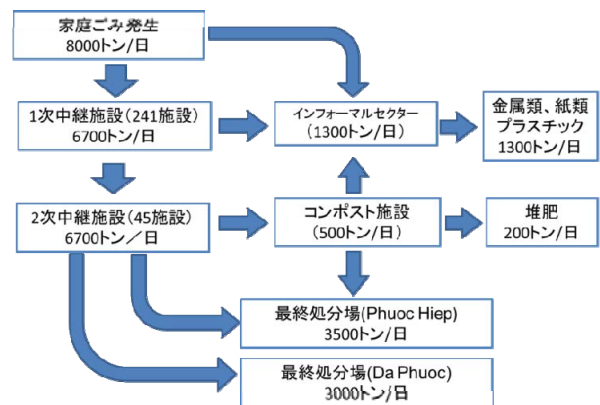 家庭ごみ発生
8000トン/日
1次中継施設(241施設)
6700トン/日
インフォーマルセクター
(1300トン/日)
金属類、紙類
プラスチック
1300トン/日
2次中継施設(45施設)
6700トン／日
コンポスト施設
(500トン/日)
堆肥
200トン/日
最終処分場(Phuoc Hiep)
3500トン/日
最終処分場(Da Phuoc)
3000トン/日